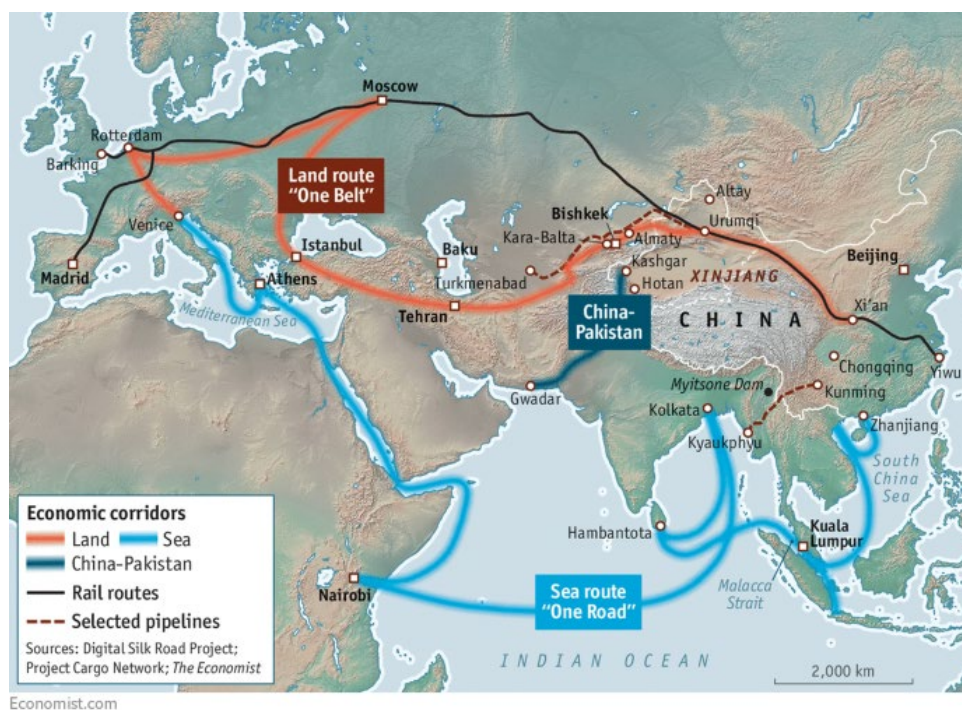 Moscow
Rotterdam
Barking
Land route
"One Belt"
Altay
Bishkek
Urumqi
Venice
Kara-Balta
Almaty
Istanbul
Baku
Kashgar
Beijing
Madrid
Athens
Turkmenabad
Hotan
XINJIANG
Mediterranean Sea
Tehran
China-
Pakistan
CHINA
Xi'an
Chongqing
Yiwu
Gwadar
Myitsone Dam
Kunming
Kolkata
Zhanjiang
Kyaukphyu
South
China
Sea
Economic corridors
Land
Sea
China-Pakistan
Rail routes
Selected pipelines
Sources: Digital Silk Road Project;
Project Cargo Network; The Economist
Hambantota
Kuala
Lumpur
Nairobi
Sea route
"One Road"
Malacca
Strait
INDIAN OCEAN
2,000 km
Economist.com